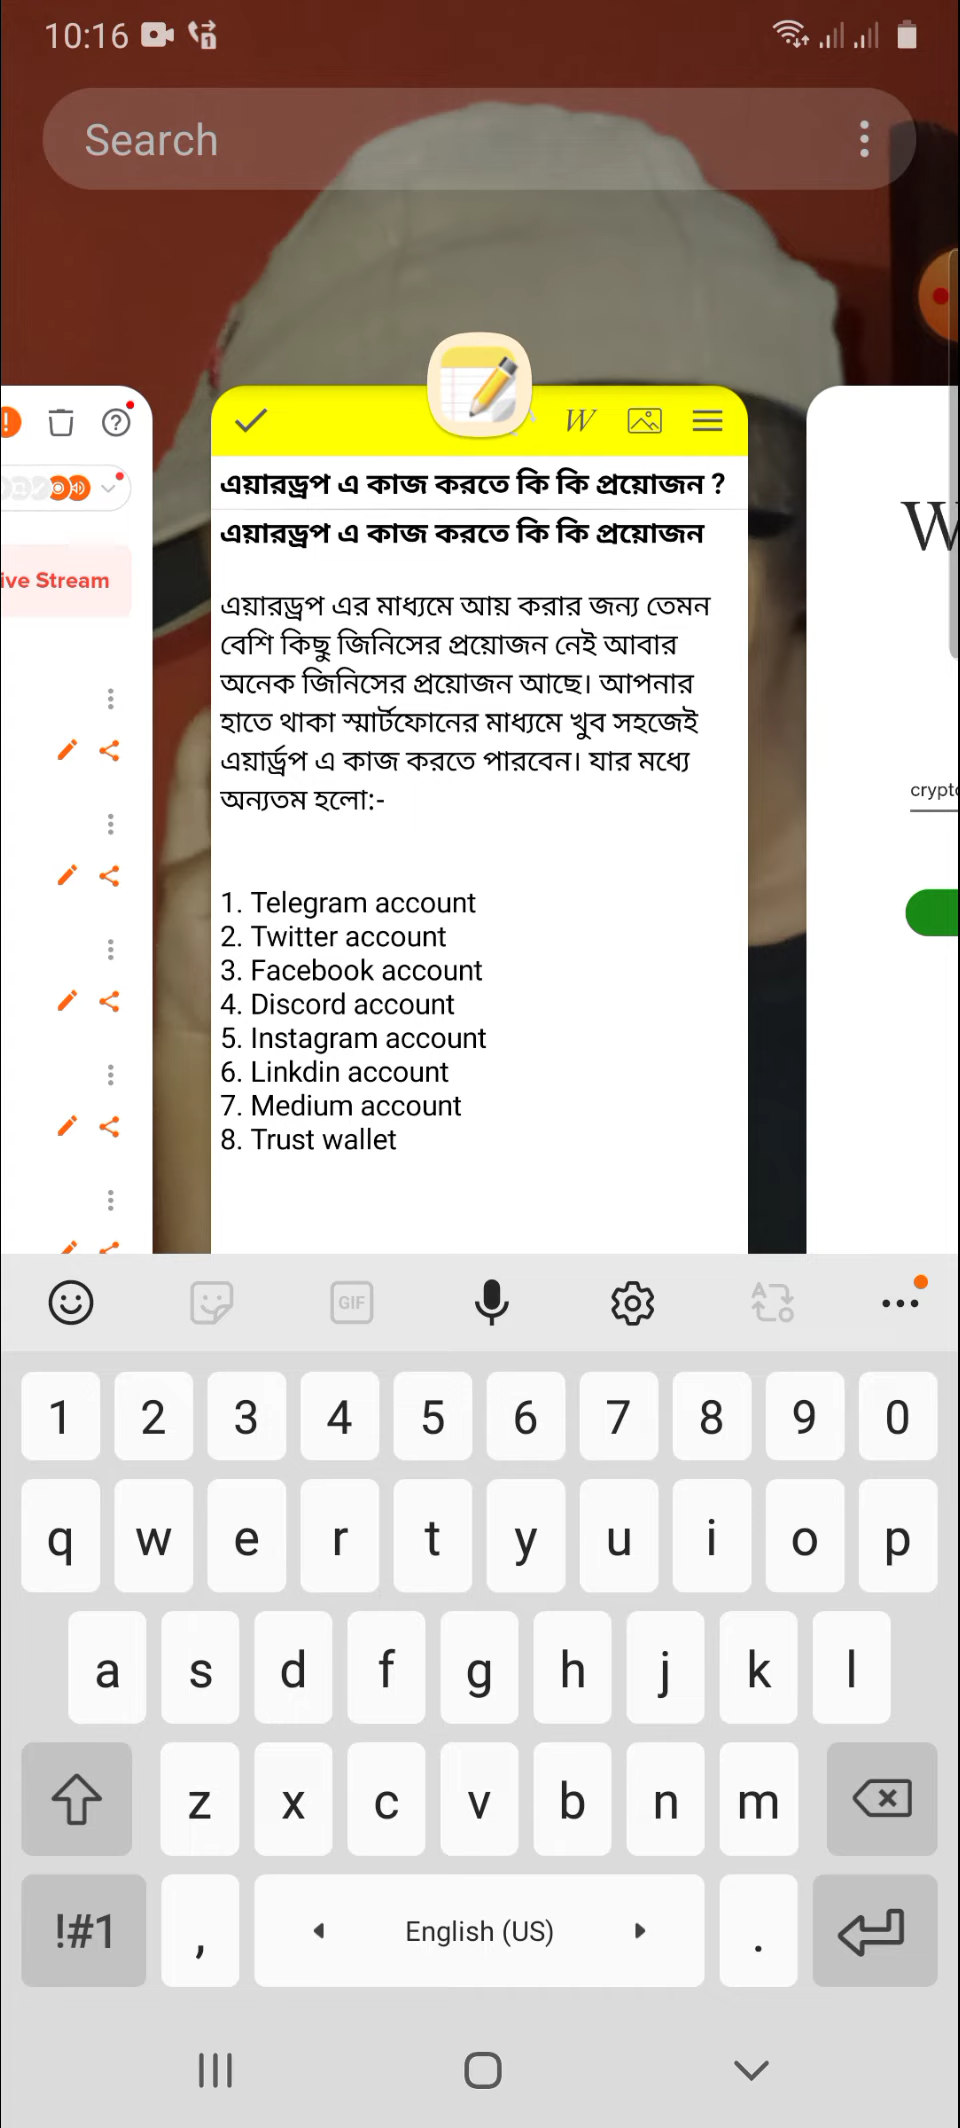 10:16
Search
ive Stream
W
এয়ারড্রপ এ কাজ করতে কি কি প্রয়োজন ?
এয়ারড্রপ এ কাজ করতে কি কি প্রয়োজন
এয়ারড্রপ এর মাধ্যমে আয় করার জন্য তেমন
বেশি কিছু জিনিসের প্রয়োজন নেই আবার
অনেক জিনিসের প্রয়োজন আছে। আপনার
হাতে থাকা স্মার্টফোনের মাধ্যমে খুব সহজেই
এয়ার্ড্রপ এ কাজ করতে পারবেন। যার মধ্যে
অন্যতম হলো:-
1. Telegram account
2. Twitter account
3. Facebook account
4. Discord account
5. Instagram account
6. Linkdin account
7. Medium account
8. Trust wallet
W
crypto
GIF
1 2 3 4 5 6 7 8 9 0
q w e r t y u i o p
a s d f g h j k l
z x c v b n m
!#1 , English (US) .